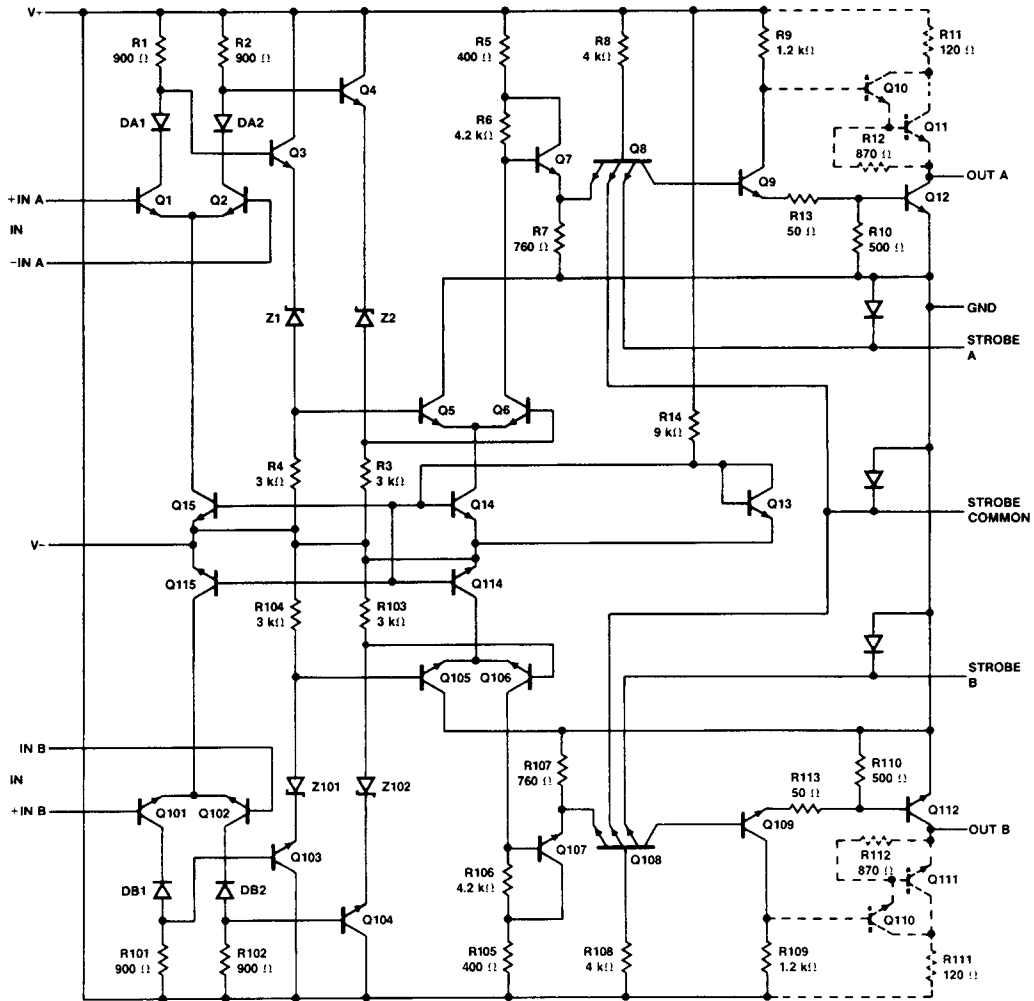 V+
R1
900 Ω
R2
900 Ω
DA1
DA2
Q4
Q3
R5
400 Ω
R6
4.2 kΩ
Q7
R7
760 Ω
R8
4 kΩ
Q8
R9
1.2 kΩ
R11
120 Ω
Q10
Q11
R12
870 Ω
OUT A
Q9
Q12
R13
50 Ω
R10
500 Ω
+IN A
IN
-IN A
Q1
Q2
Z1
Z2
GND
STROBE
A
Q5
Q6
R14
9 kΩ
R4
3 kΩ
R3
3 kΩ
Q15
Q14
Q13
STROBE
COMMON
V-
Q115
Q114
R104
3 kΩ
R103
3 kΩ
Q105
Q106
STROBE
B
IN B
IN
+IN B
Q101
Q102
Z101
Z102
Q103
Q104
DB1
DB2
R101
900 Ω
R102
900 Ω
R107
760 Ω
Q107
R106
4.2 kΩ
R105
400 Ω
Q108
R108
4 kΩ
R113
50 Ω
R110
500 Ω
Q109
Q112
OUT B
R112
870 Ω
Q111
Q110
R109
1.2 kΩ
R111
120 Ω